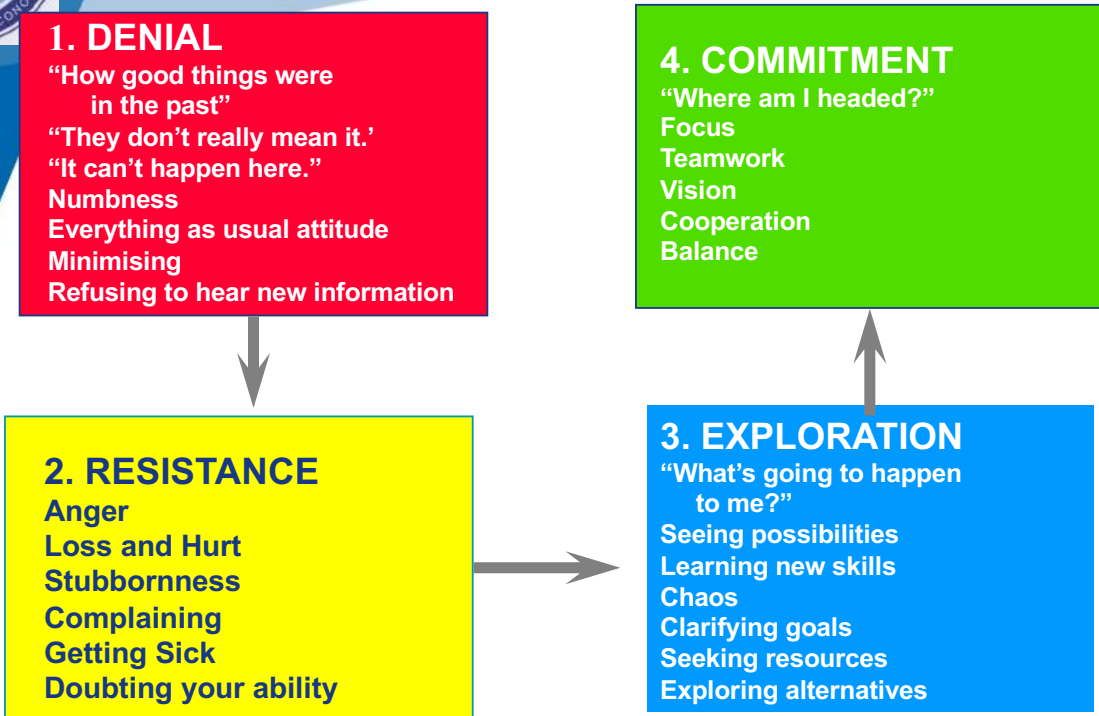 1. DENIAL
“How good things were
in the past”
“They don’t really mean it.’
“It can’t happen here.”
Numbness
Everything as usual attitude
Minimising
Refusing to hear new information
2. RESISTANCE
Anger
Loss and Hurt
Stubbornness
Complaining
Getting Sick
Doubting your ability
3. EXPLORATION
“What’s going to happen
to me?”
Seeing possibilities
Learning new skills
Chaos
Clarifying goals
Seeking resources
Exploring alternatives
4. COMMITMENT
“Where am I headed?”
Focus
Teamwork
Vision
Cooperation
Balance